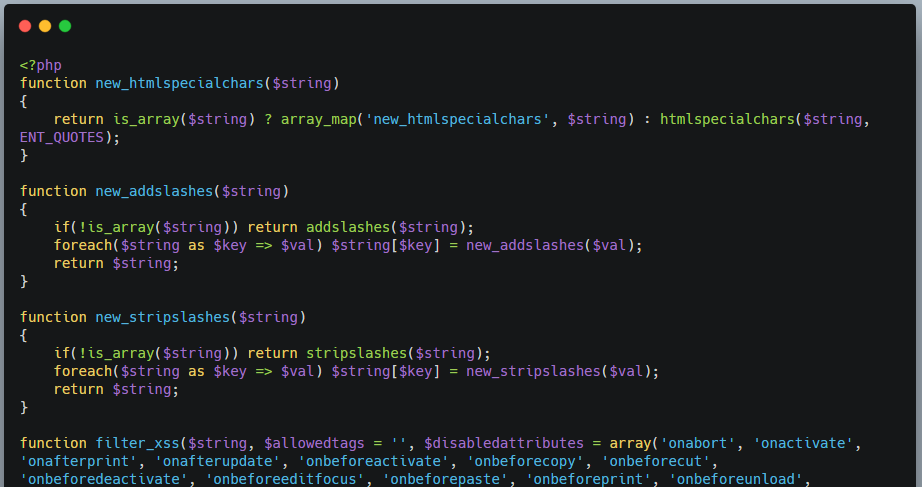 <?php
function new_htmlspecialchars($string)
{
    return is_array($string) ? array_map('new_htmlspecialchars', $string) : htmlspecialchars($string,
ENT_QUOTES);
}

function new_addslashes($string)
{
    if(!is_array($string)) return addslashes($string);
    foreach($string as $key => $val) $string[$key] = new_addslashes($val);
    return $string;
}

function new_stripslashes($string)
{
    if(!is_array($string)) return stripslashes($string);
    foreach($string as $key => $val) $string[$key] = new_stripslashes($val);
    return $string;
}

function filter_xss($string, $allowedtags = '', $disabledattributes = array('onabort', 'onactivate',
'onafterprint', 'onafterupdate', 'onbeforeactivate', 'onbeforecopy', 'onbeforecut',
'onbeforedeactivate', 'onbeforeeditfocus', 'onbeforepaste', 'onbeforeprint', 'onbeforeunload',